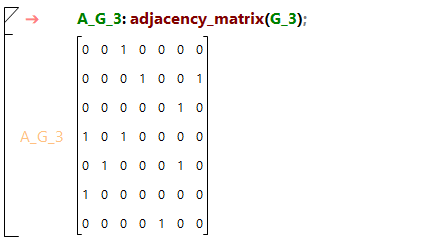 → A_G_3: adjacency_matrix(G_3);
0 0 1 0 0 0 0
0 0 0 1 0 0 1
0 0 0 0 0 1 0
A_G_3 1 0 1 0 0 0 0
0 1 0 0 0 1 0
1 0 0 0 0 0 0
0 0 0 0 1 0 0